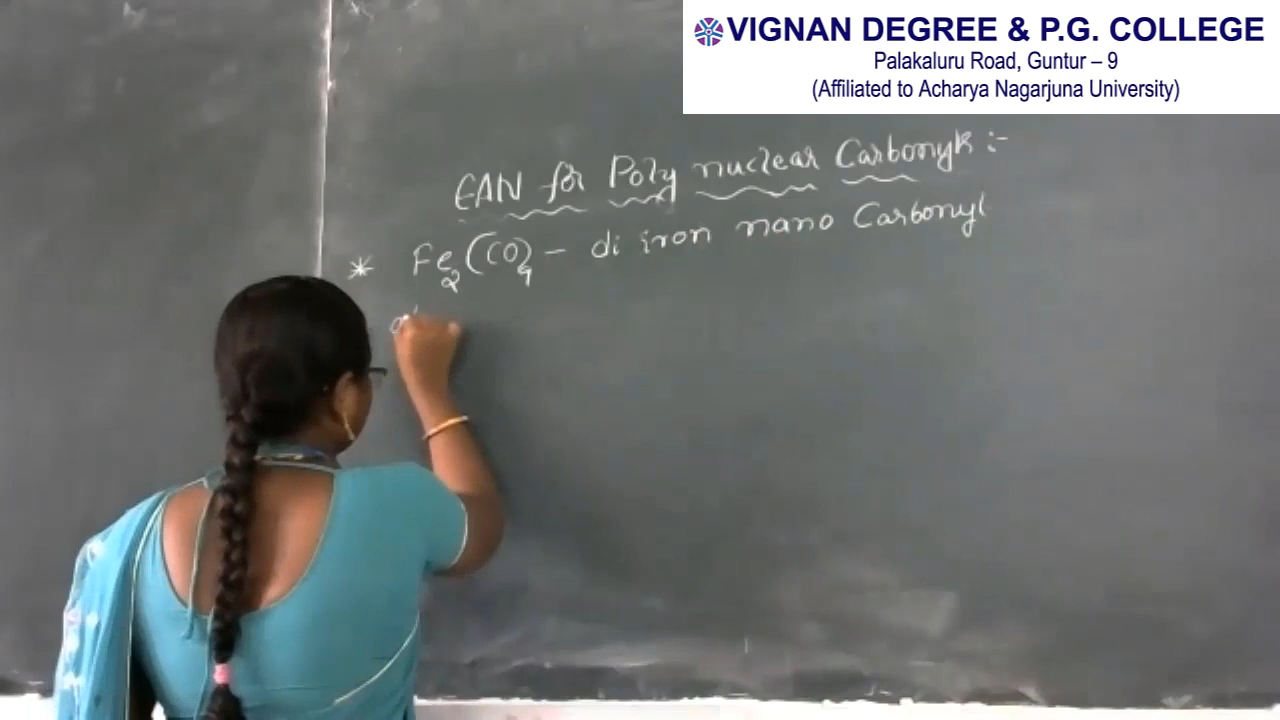 VIGNAN DEGREE & P.G. COLLEGE
Palakaluru Road, Guntur – 9
(Affiliated to Acharya Nagarjuna University)
EAN for Poly nuclear Carbonyls :-
* Fe2(CO)9 – di iron nano Carbonyl